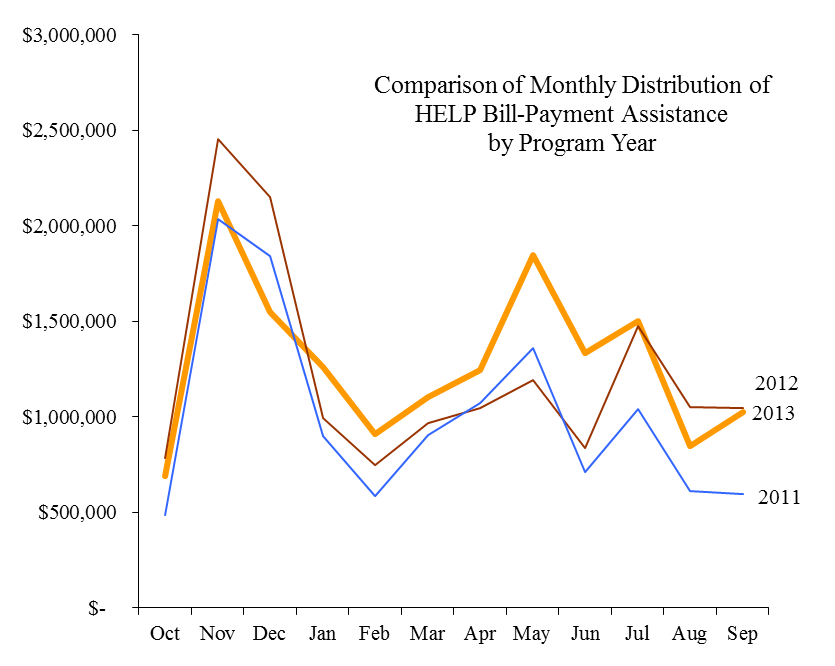 $3,000,000
Comparison of Monthly Distribution of
HELP Bill-Payment Assistance
by Program Year
$2,500,000
$2,000,000
$1,500,000
$1,000,000
$500,000
$-
2012
2013
2011
Oct Nov Dec Jan Feb Mar Apr May Jun Jul Aug Sep